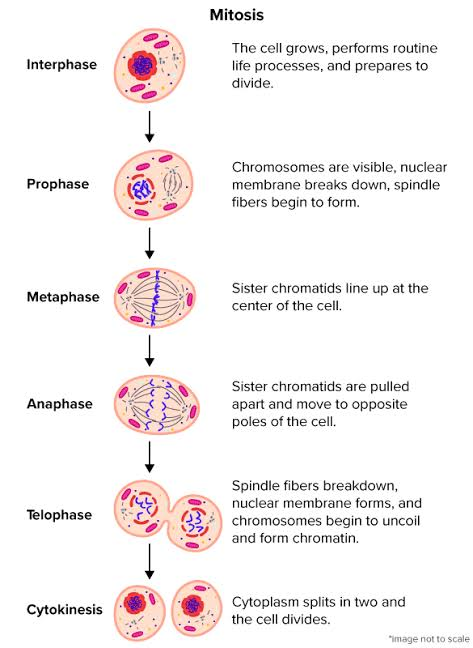 Mitosis
Interphase
The cell grows, performs routine
life processes, and prepares to
divide.
Prophase
Chromosomes are visible, nuclear
membrane breaks down, spindle
fibers begin to form.
Metaphase
Sister chromatids line up at the
center of the cell.
Anaphase
Sister chromatids are pulled
apart and move to opposite
poles of the cell.
Telophase
Spindle fibers breakdown,
nuclear membrane forms, and
chromosomes begin to uncoil
and form chromatin.
Cytokinesis
Cytoplasm splits in two and
the cell divides.
*image not to scale